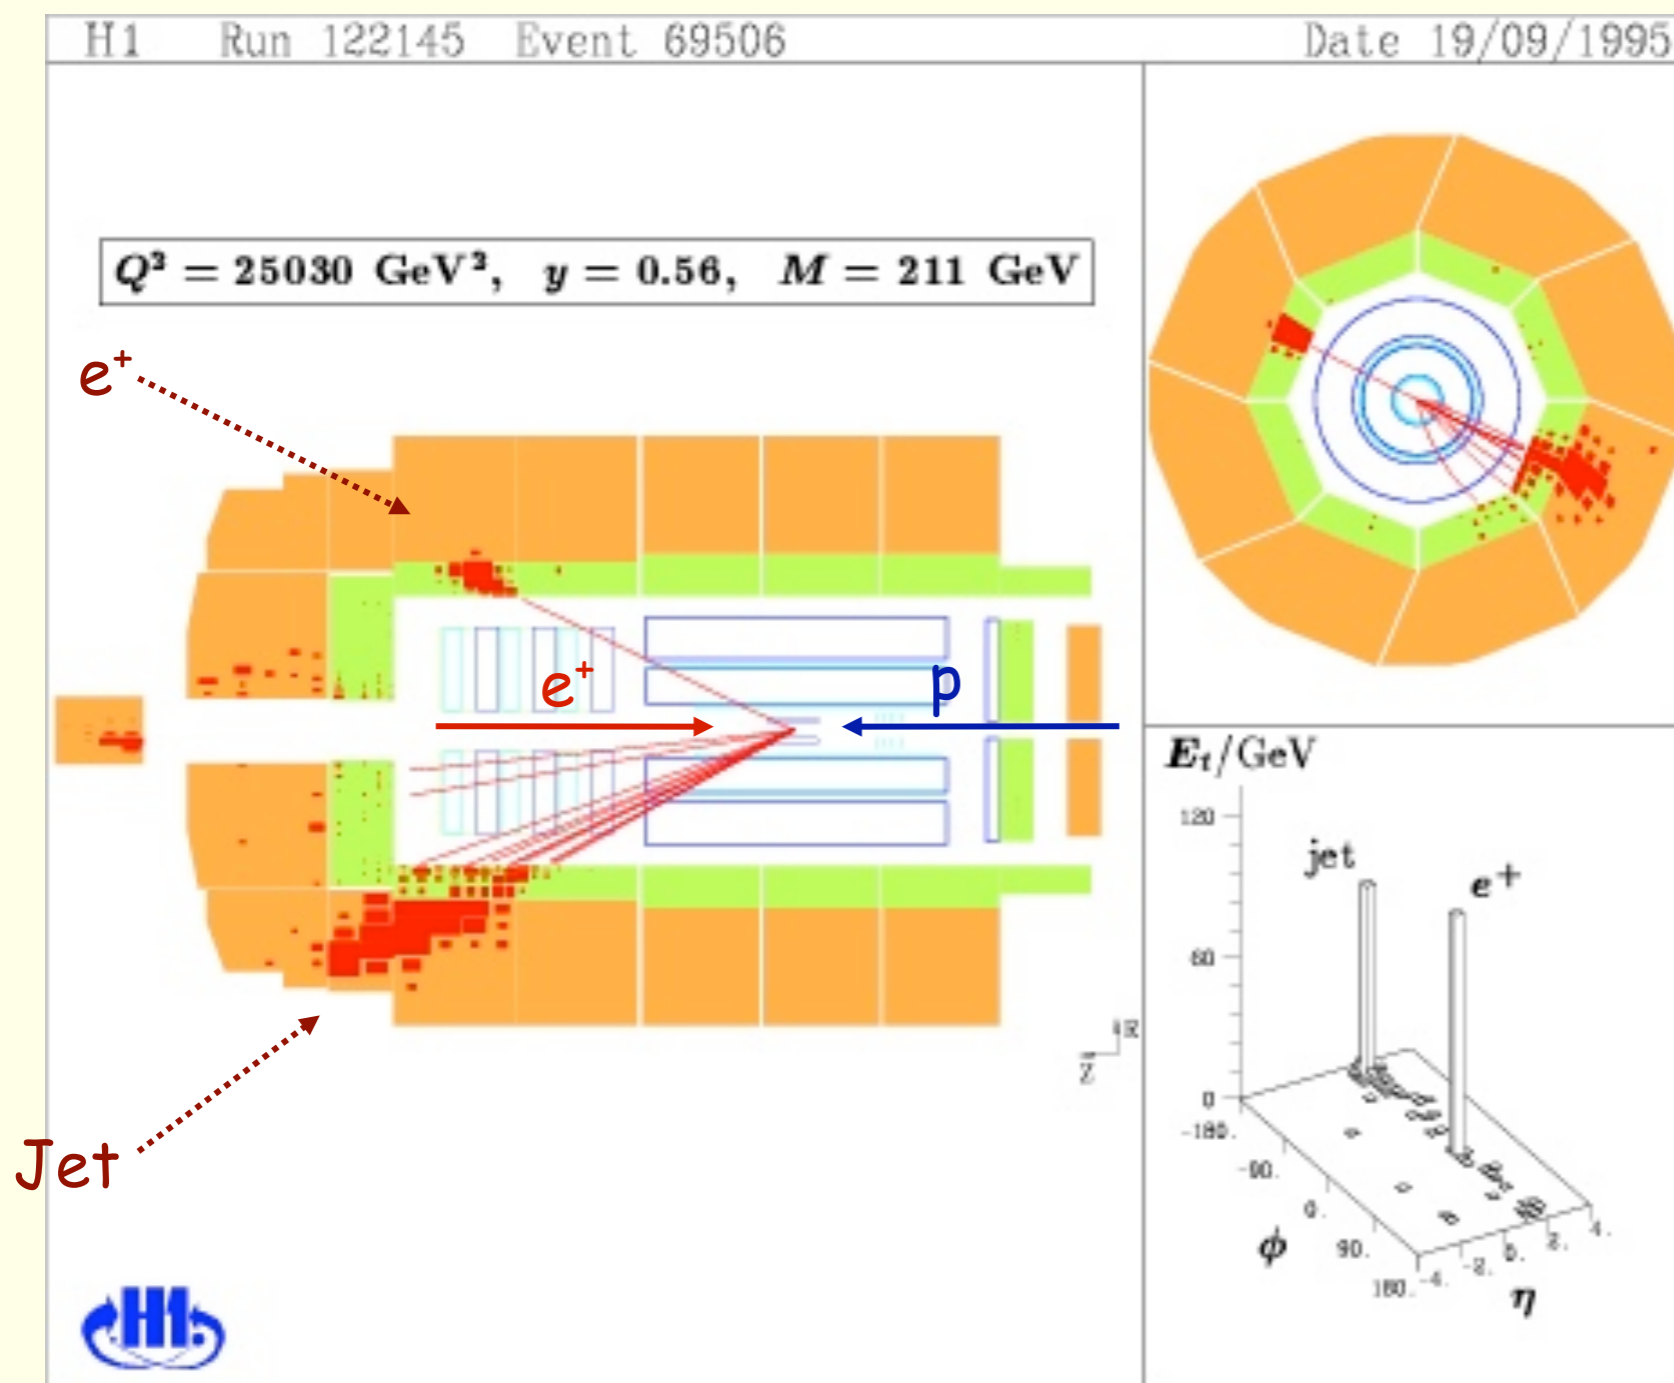 H1 Run 122145 Event 69506 Date 19/09/1995
Q² = 25030 GeV², y = 0.56, M = 211 GeV
e⁺
e⁺
p
Jet
R
Z
H1
E_t/GeV
120
jet
e⁺
60
0
-180.
-90.
0.
90.
180.
ϕ
-4.
-2.
0.
2.
4.
η